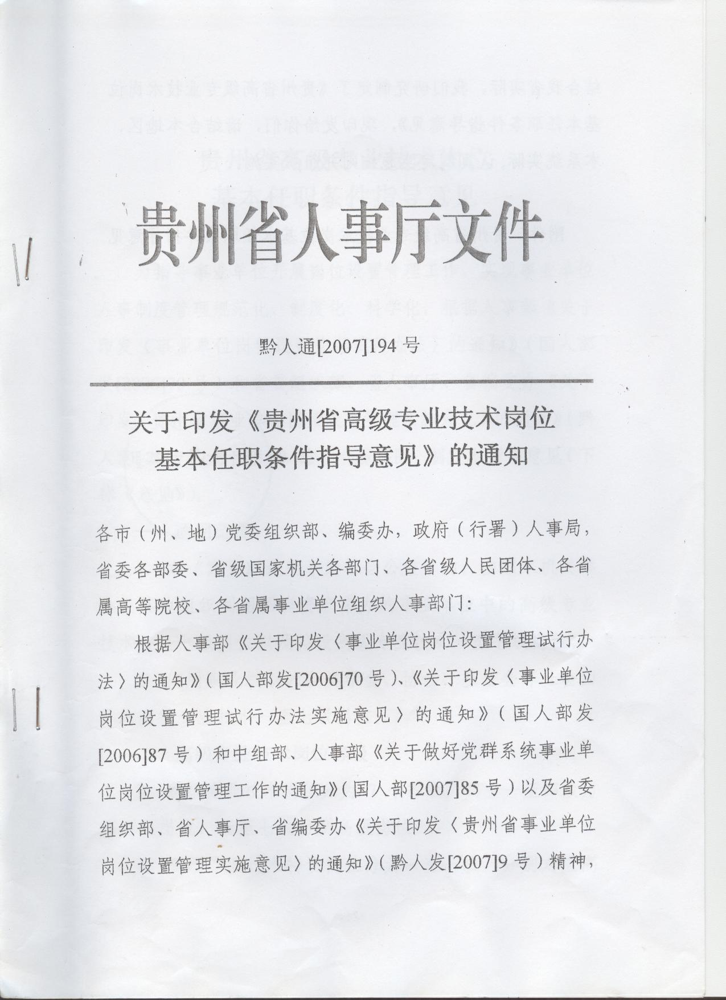 贵州省人事厅文件
黔人通[2007]194 号
关于印发《贵州省高级专业技术岗位
基本任职条件指导意见》的通知
各市（州、地）党委组织部、编委办，政府（行署）人事局，
省委各部委、省级国家机关各部门、各省级人民团体、各省
属高等院校、各省属事业单位组织人事部门：
根据人事部《关于印发〈事业单位岗位设置管理试行办
法〉的通知》（国人部发[2006]70 号）、《关于印发〈事业单位
岗位设置管理试行办法实施意见〉的通知》（国人部发
[2006]87 号）和中组部、人事部《关于做好党群系统事业单
位岗位设置管理工作的通知》（国人部[2007]85 号）以及省委
组织部、省人事厅、省编委办《关于印发〈贵州省事业单位
岗位设置管理实施意见〉的通知》（黔人发[2007]9 号）精神，